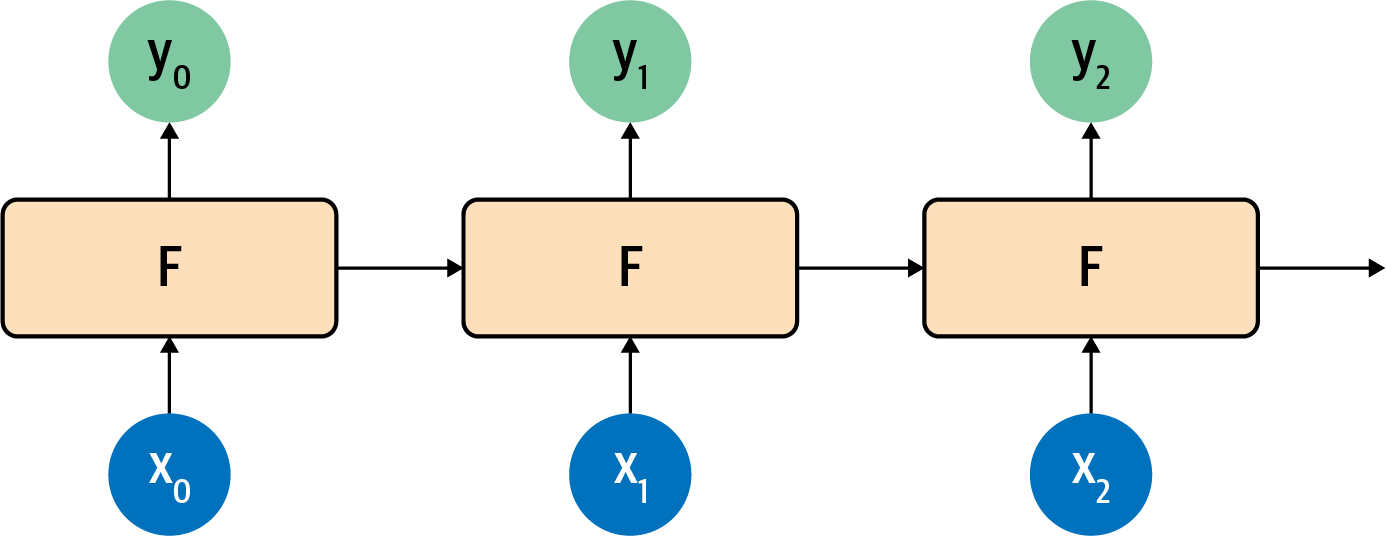 y₀ y₁ y₂
F F F
x₀ x₁ x₂